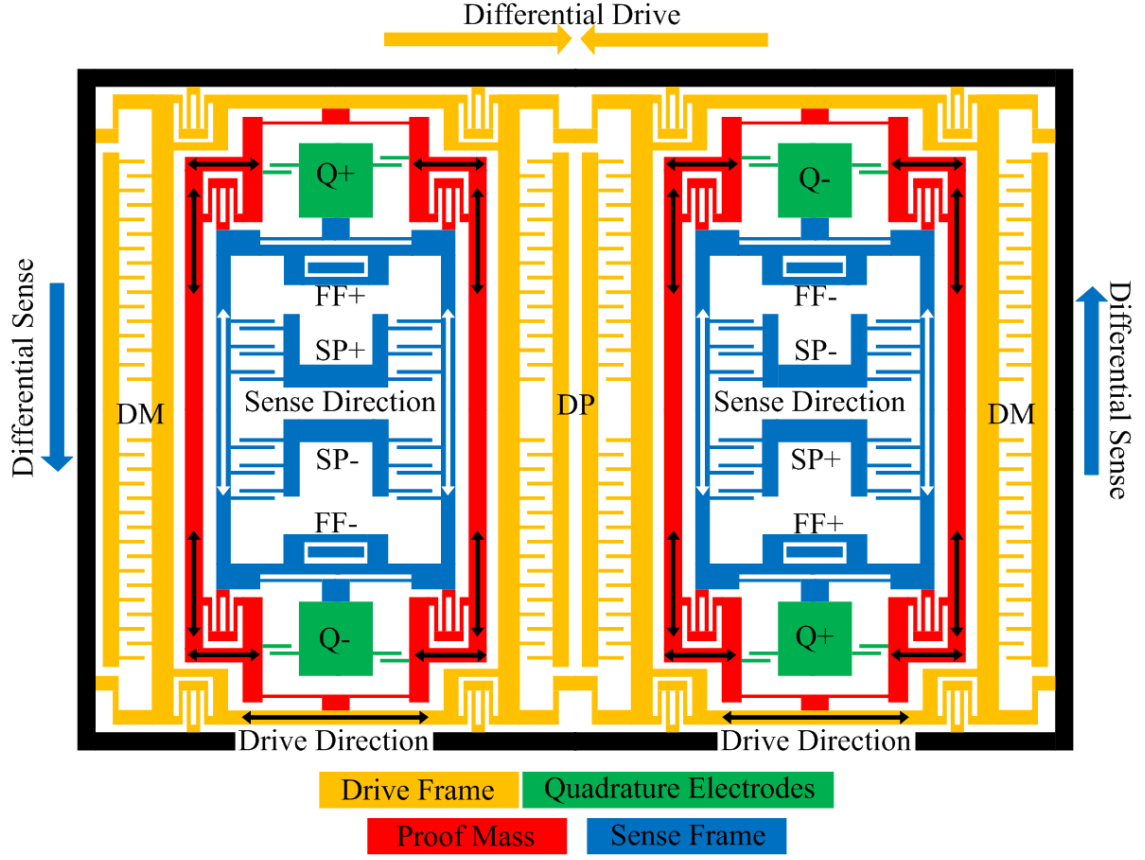 Differential Drive
Q+
Q-
FF+
FF-
SP+
SP-
Differential Sense
Sense Direction
Sense Direction
Differential Sense
DM
DP
DM
SP-
SP+
FF-
FF+
Q-
Q+
Drive Direction
Drive Direction
Drive Frame
Quadrature Electrodes
Proof Mass
Sense Frame